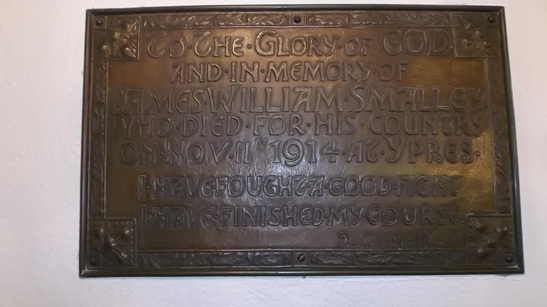 TO·THE·GLORY·OF·GOD
AND·IN·MEMORY·OF
JAMES WILLIAM·SMALLEY
WHO·DIED·FOR·HIS·COUNTRY
ON·NOV·11TH 1914·AT·YPRES·
I·HAVE·FOUGHT·A·GOOD·FIGHT
I·HAVE·FINISHED·MY·COURSE